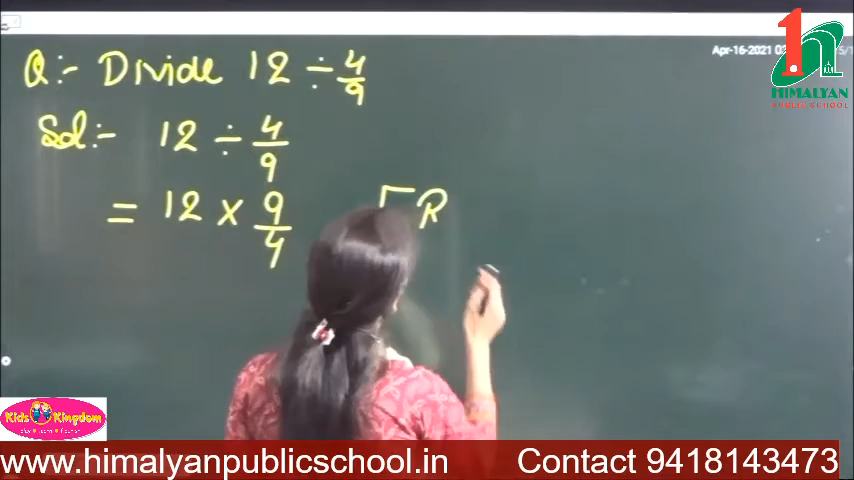 Apr-16-2021
1h
HIMALYAN
PUBLIC SCHOOL
Q:- Divide 12 ÷ 4/9
Sol:- 12 ÷ 4/9
= 12 × 9/4 [ R
Kids Kingdom
www.himalyanpublicschool.in Contact 9418143473